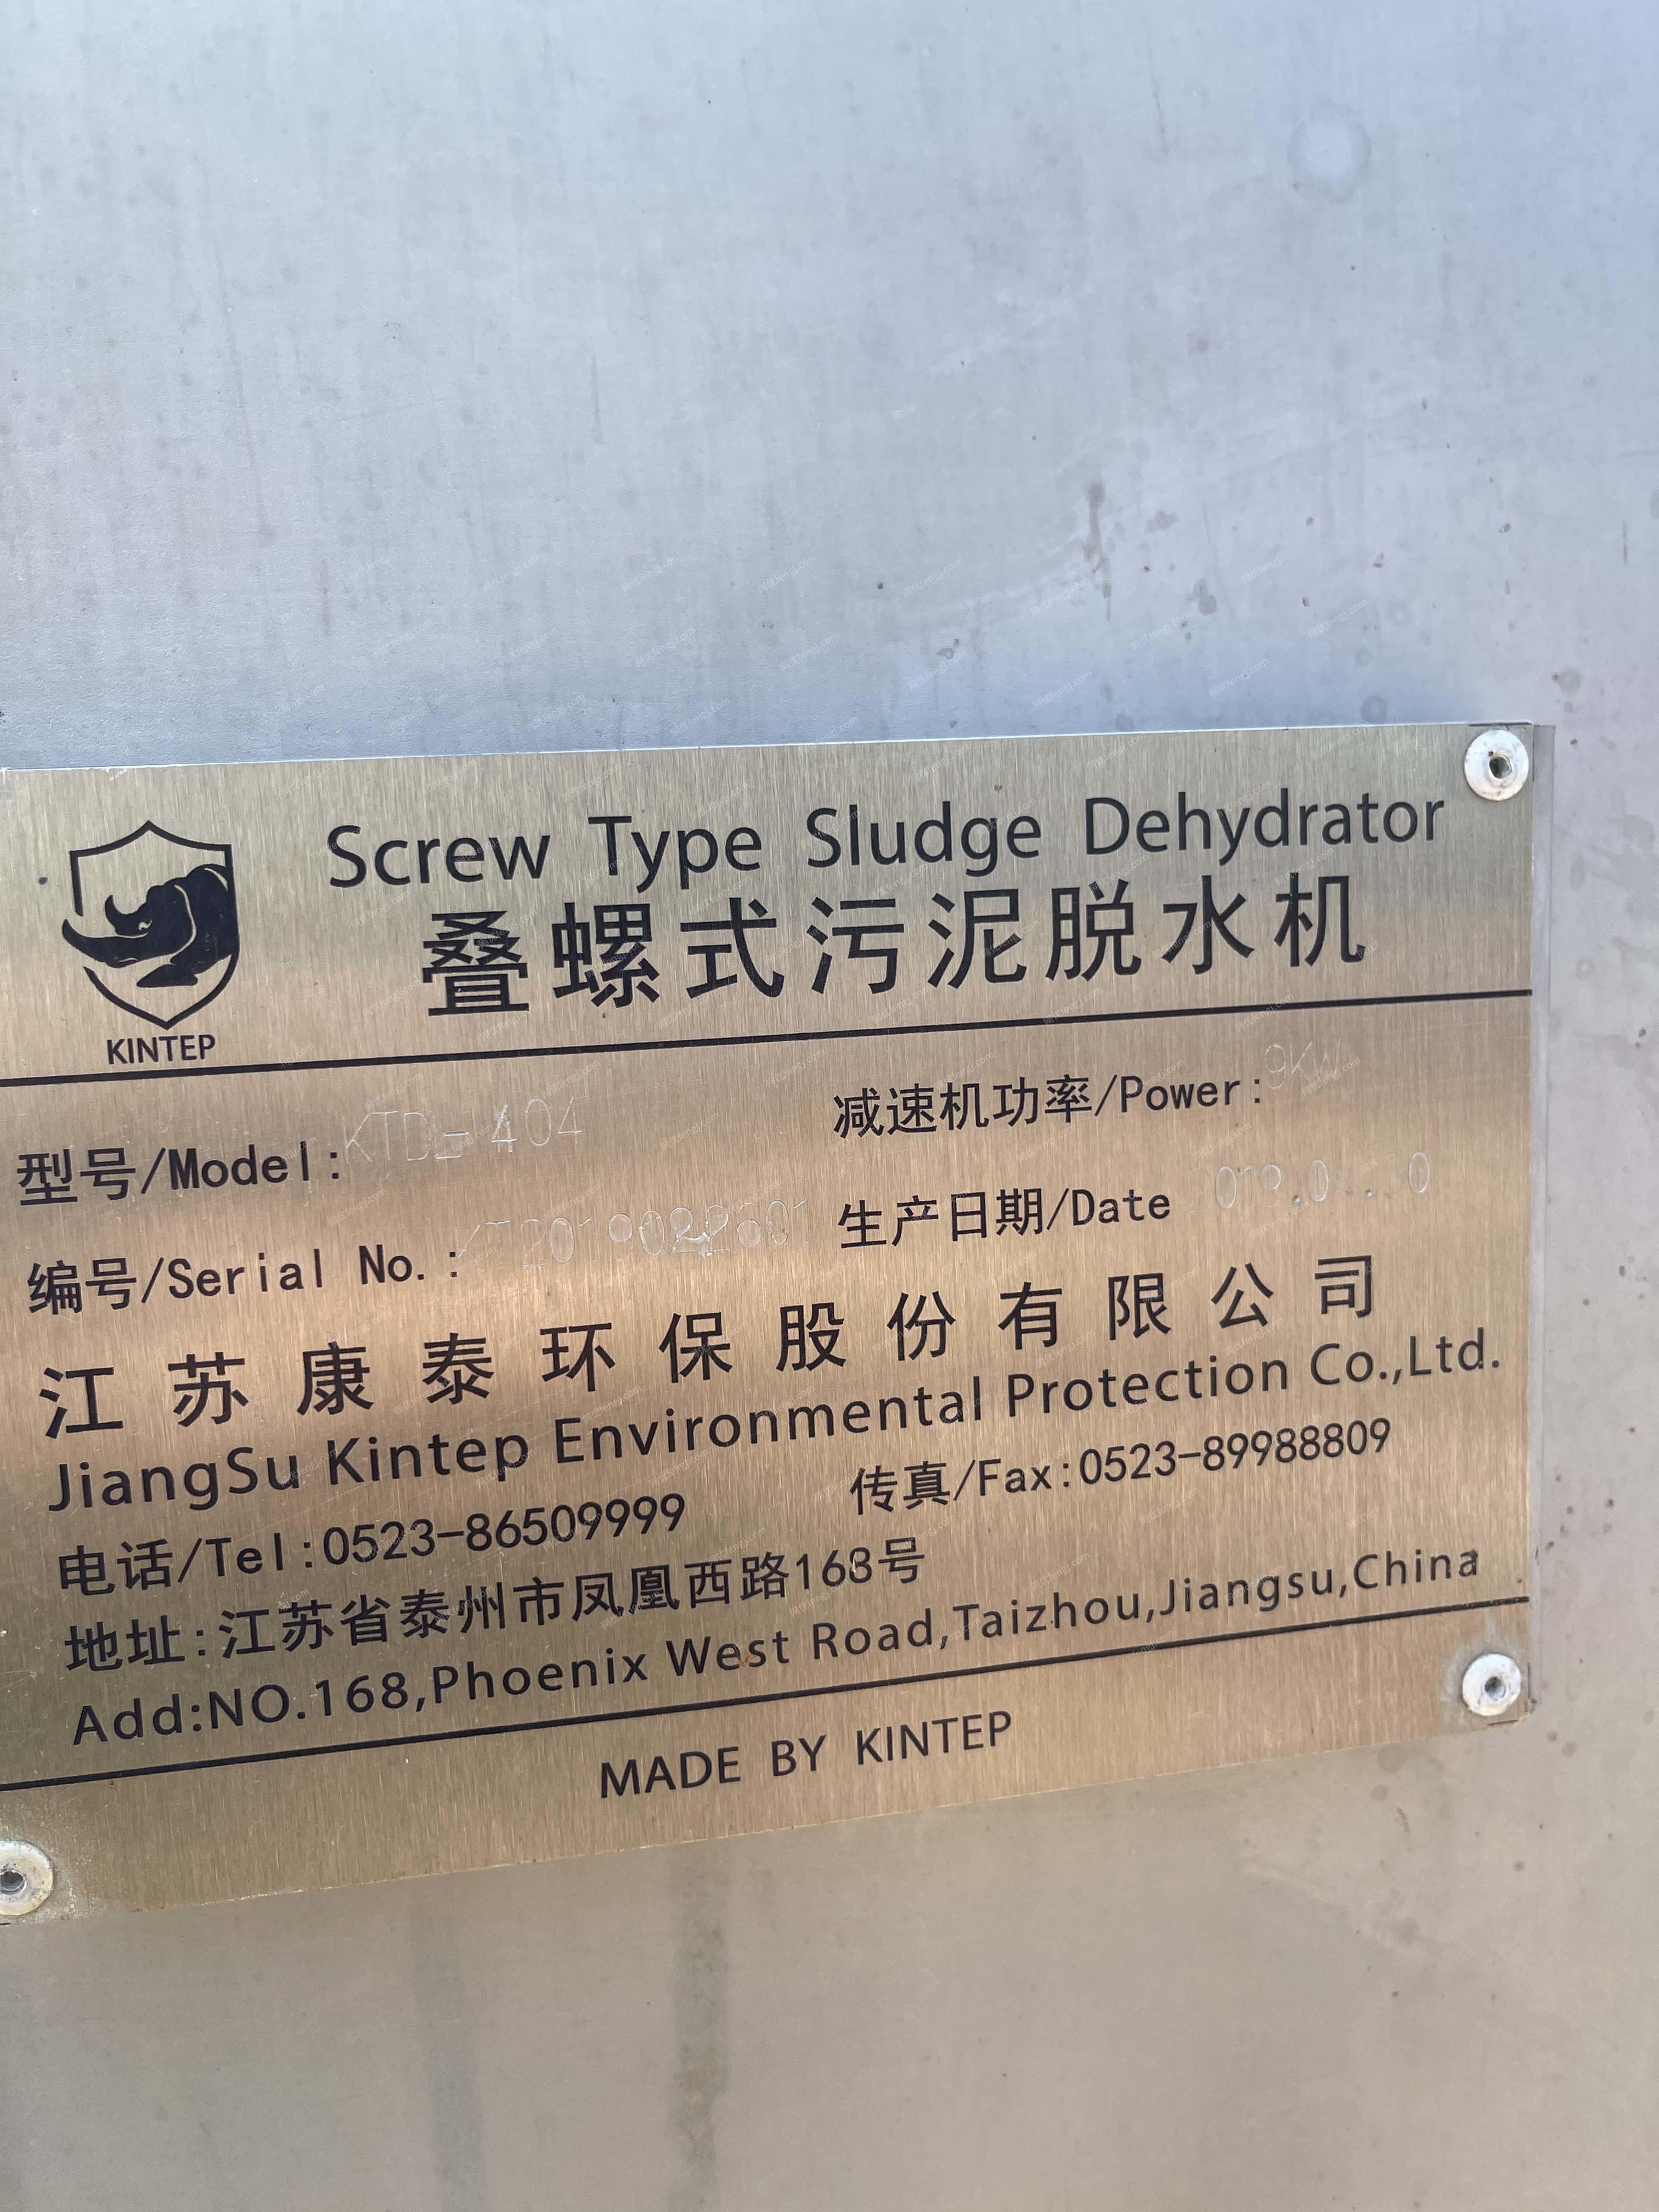 Screw Type Sludge Dehydrator
叠螺式污泥脱水机
KINTEP
型号/Model: KTD-404
减速机功率/Power: 9KW
编号/Serial No.:
生产日期/Date
江苏康泰环保股份有限公司
JiangSu Kintep Environmental Protection Co.,Ltd.
电话/Tel:0523-86509999
传真/Fax:0523-89988809
地址:江苏省泰州市凤凰西路168号
Add:NO.168,Phoenix West Road,Taizhou,Jiangsu,China
MADE BY KINTEP